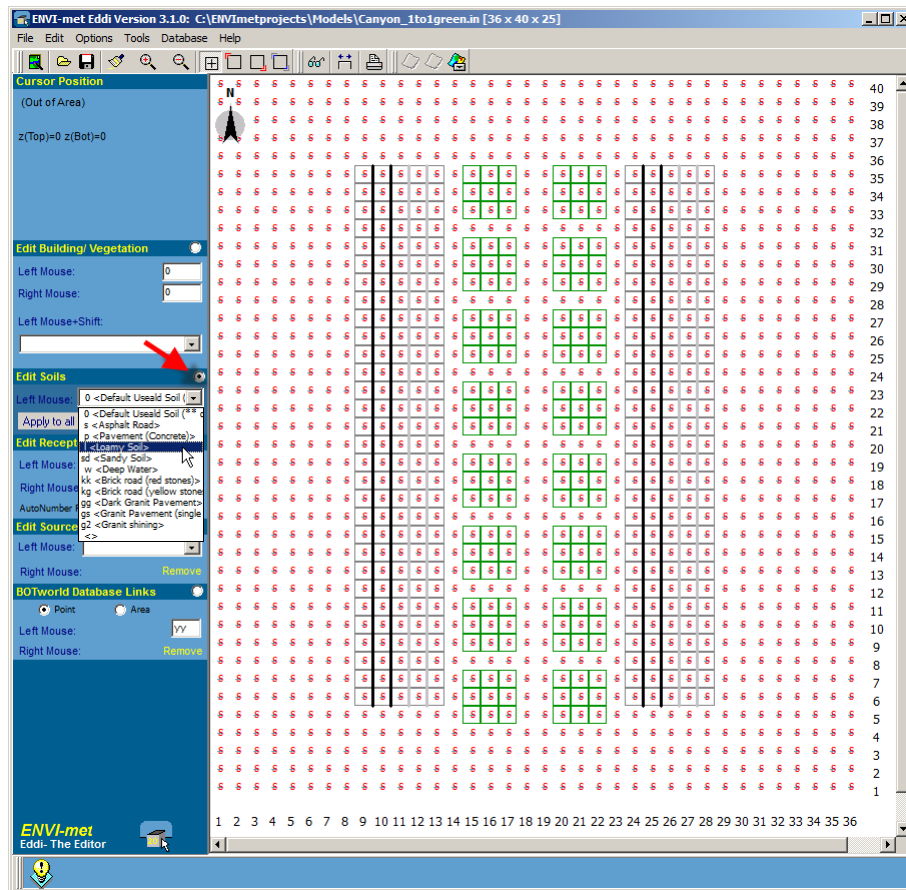 ENVI-met Eddi Version 3.1.0: C:\ENVImetprojects\Models\Canyon_1to1green.in [36 x 40 x 25]
File Edit Options Tools Database Help
Cursor Position
(Out of Area)
z(Top)=0 z(Bot)=0
Edit Building/ Vegetation
Left Mouse: 0
Right Mouse: 0
Left Mouse+Shift:
Edit Soils
Left Mouse: 0 <Default Useald Soil (
Apply to all
0 <Default Useald Soil (**
s <Asphalt Road>
p <Pavement (Concrete)>
l <Loamy Soil>
sd <Sandy Soil>
w <Deep Water>
kk <Brick road (red stones)>
kg <Brick road (yellow stone
gg <Dark Granit Pavement>
gs <Granit Pavement (single
g2 <Granit shining>
<>
Edit Recept
Left Mouse:
Right Mouse
AutoNumber
Edit Source
Left Mouse:
Right Mouse: Remove
BOTworld Database Links
Point Area
Left Mouse: yy
Right Mouse: Remove
ENVI-met
Eddi- The Editor
N
40
39
38
37
36
35
34
33
32
31
30
29
28
27
26
25
24
23
22
21
20
19
18
17
16
15
14
13
12
11
10
9
8
7
6
5
4
3
2
1
1 2 3 4 5 6 7 8 9 10 11 12 13 14 15 16 17 18 19 20 21 22 23 24 25 26 27 28 29 30 31 32 33 34 35 36